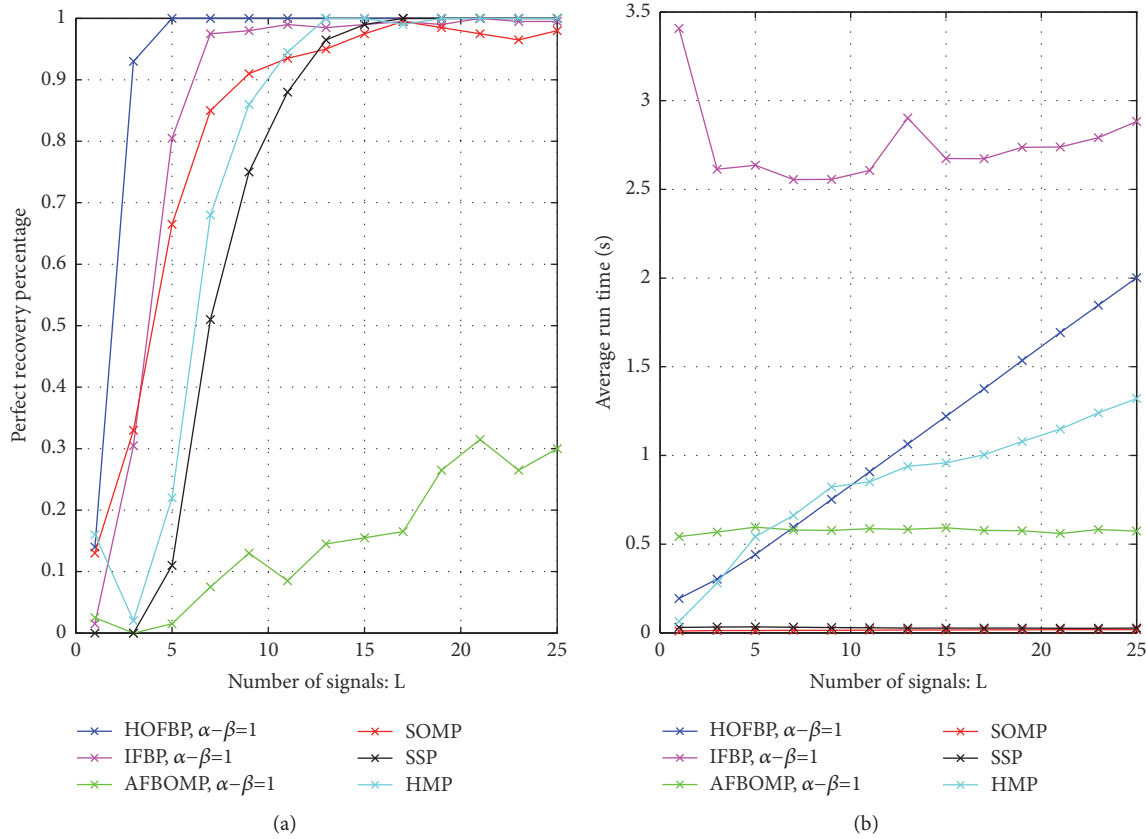 1
0.9
0.8
0.7
0.6
0.5
0.4
0.3
0.2
0.1
0
Perfect recovery percentage
0 5 10 15 20 25
Number of signals: L
HOFBP, α−β=1
IFBP, α−β=1
AFBOMP, α−β=1
SOMP
SSP
HMP
(a)
3.5
3
2.5
2
1.5
1
0.5
0
Average run time (s)
0 5 10 15 20 25
Number of signals: L
HOFBP, α−β=1
IFBP, α−β=1
AFBOMP, α−β=1
SOMP
SSP
HMP
(b)